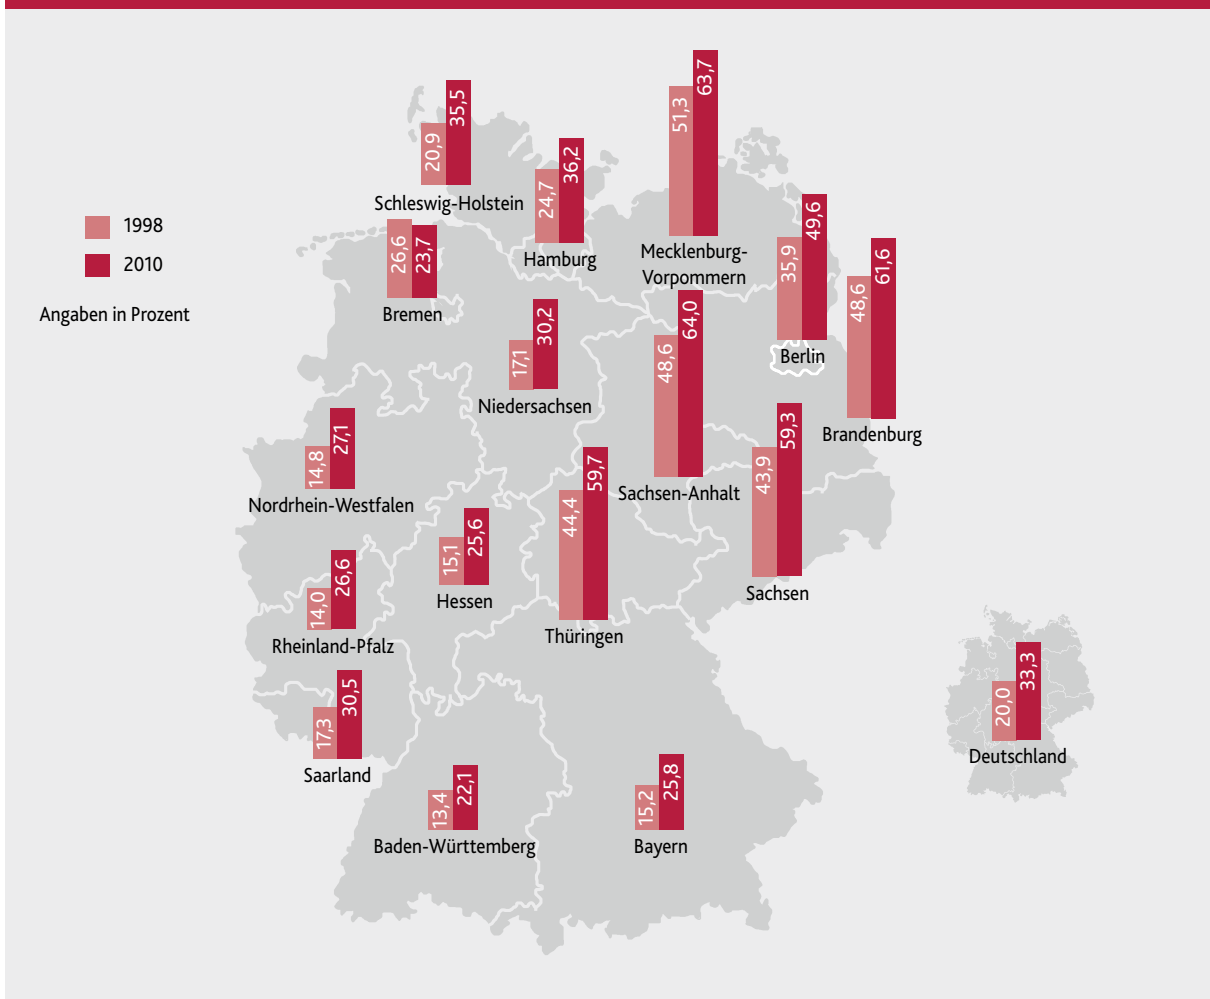 1998
2010
Angaben in Prozent
20,9
35,5
Schleswig-Holstein
24,7
36,2
Hamburg
51,3
63,7
Mecklenburg-
Vorpommern
26,6
23,7
Bremen
35,9
49,6
Berlin
48,6
61,6
Brandenburg
17,1
30,2
Niedersachsen
48,6
64,0
Sachsen-Anhalt
14,8
27,1
Nordrhein-Westfalen
43,9
59,3
Sachsen
15,1
25,6
Hessen
44,4
59,7
Thüringen
14,0
26,6
Rheinland-Pfalz
17,3
30,5
Saarland
20,0
33,3
Deutschland
13,4
22,1
Baden-Württemberg
15,2
25,8
Bayern